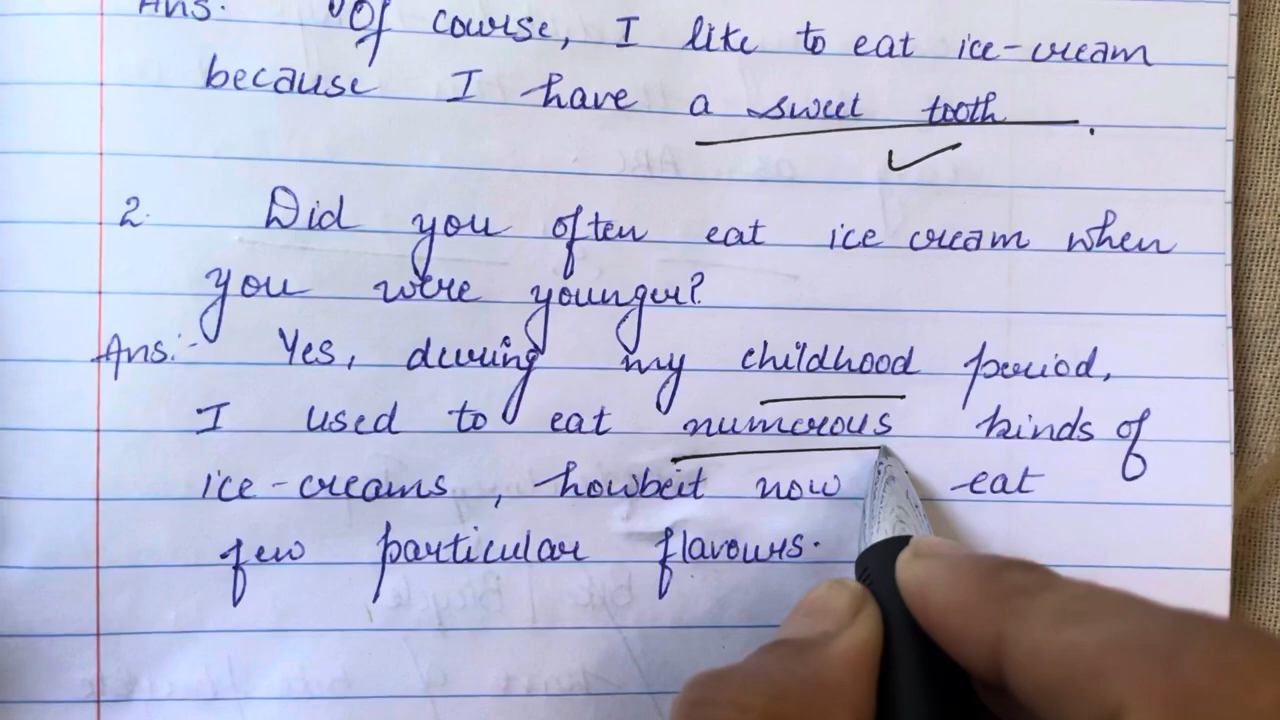 Ans. Of course, I like to eat ice-cream
because I have a sweet tooth.
2. Did you often eat ice cream when
you were younger?
Ans:- Yes, during my childhood period,
I used to eat numerous kinds of
ice-creams, howbeit now eat
few particular flavours.